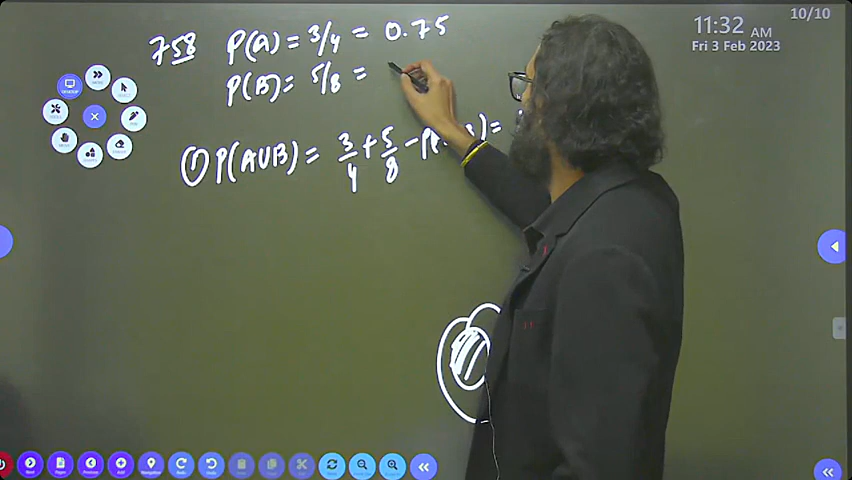 758 P(A) = 3/4 = 0.75
P(B) = 5/8 =
① P(A∪B) = 3/4 + 5/8 - P( ) =
11:32 AM
Fri 3 Feb 2023
10/10